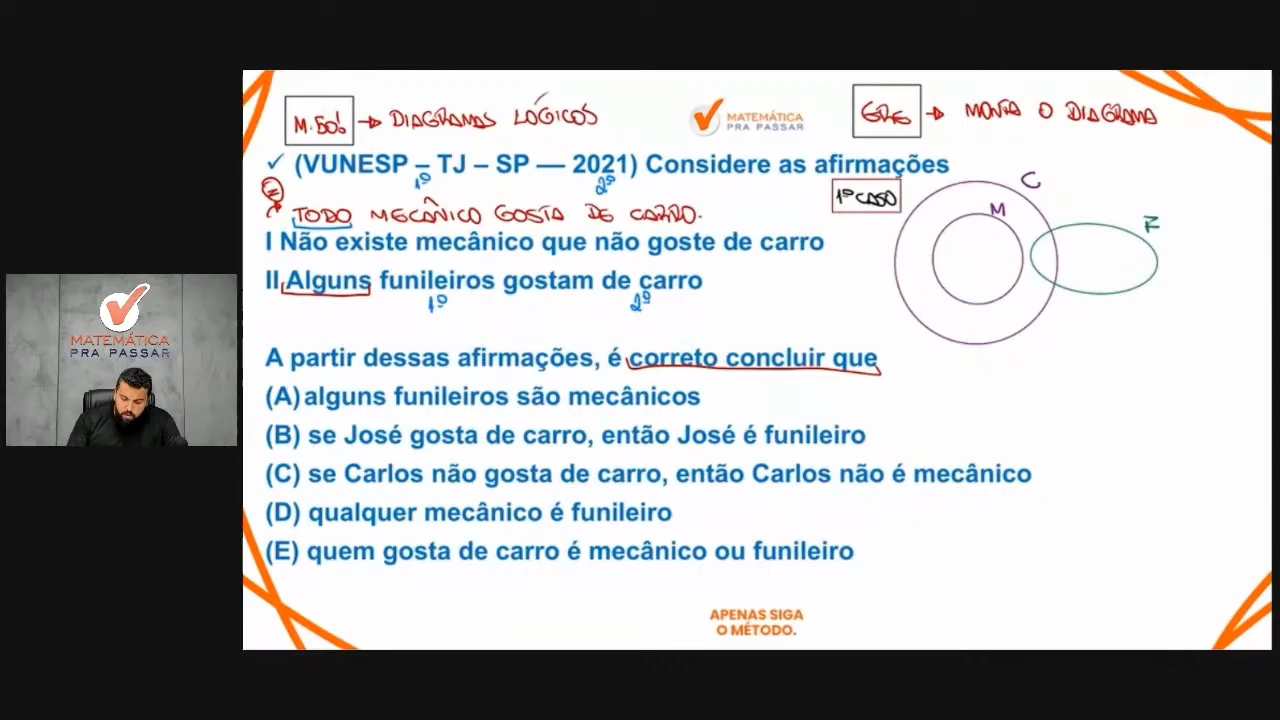 M. 50% → DIAGRAMAS LÓGICOS
MATEMÁTICA
PRA PASSAR
→ MONTA O DIAGRAMA
✓ (VUNESP – TJ – SP –– 2021) Considere as afirmações
1º 2º
TODO MECÂNICO GOSTA DE CARRO.
1º CASO
C
M
F
I Não existe mecânico que não goste de carro
II Alguns funileiros gostam de carro
1º 2º
A partir dessas afirmações, é correto concluir que
(A) alguns funileiros são mecânicos
(B) se José gosta de carro, então José é funileiro
(C) se Carlos não gosta de carro, então Carlos não é mecânico
(D) qualquer mecânico é funileiro
(E) quem gosta de carro é mecânico ou funileiro
MATEMÁTICA
PRA PASSAR
APENAS SIGA
O MÉTODO.